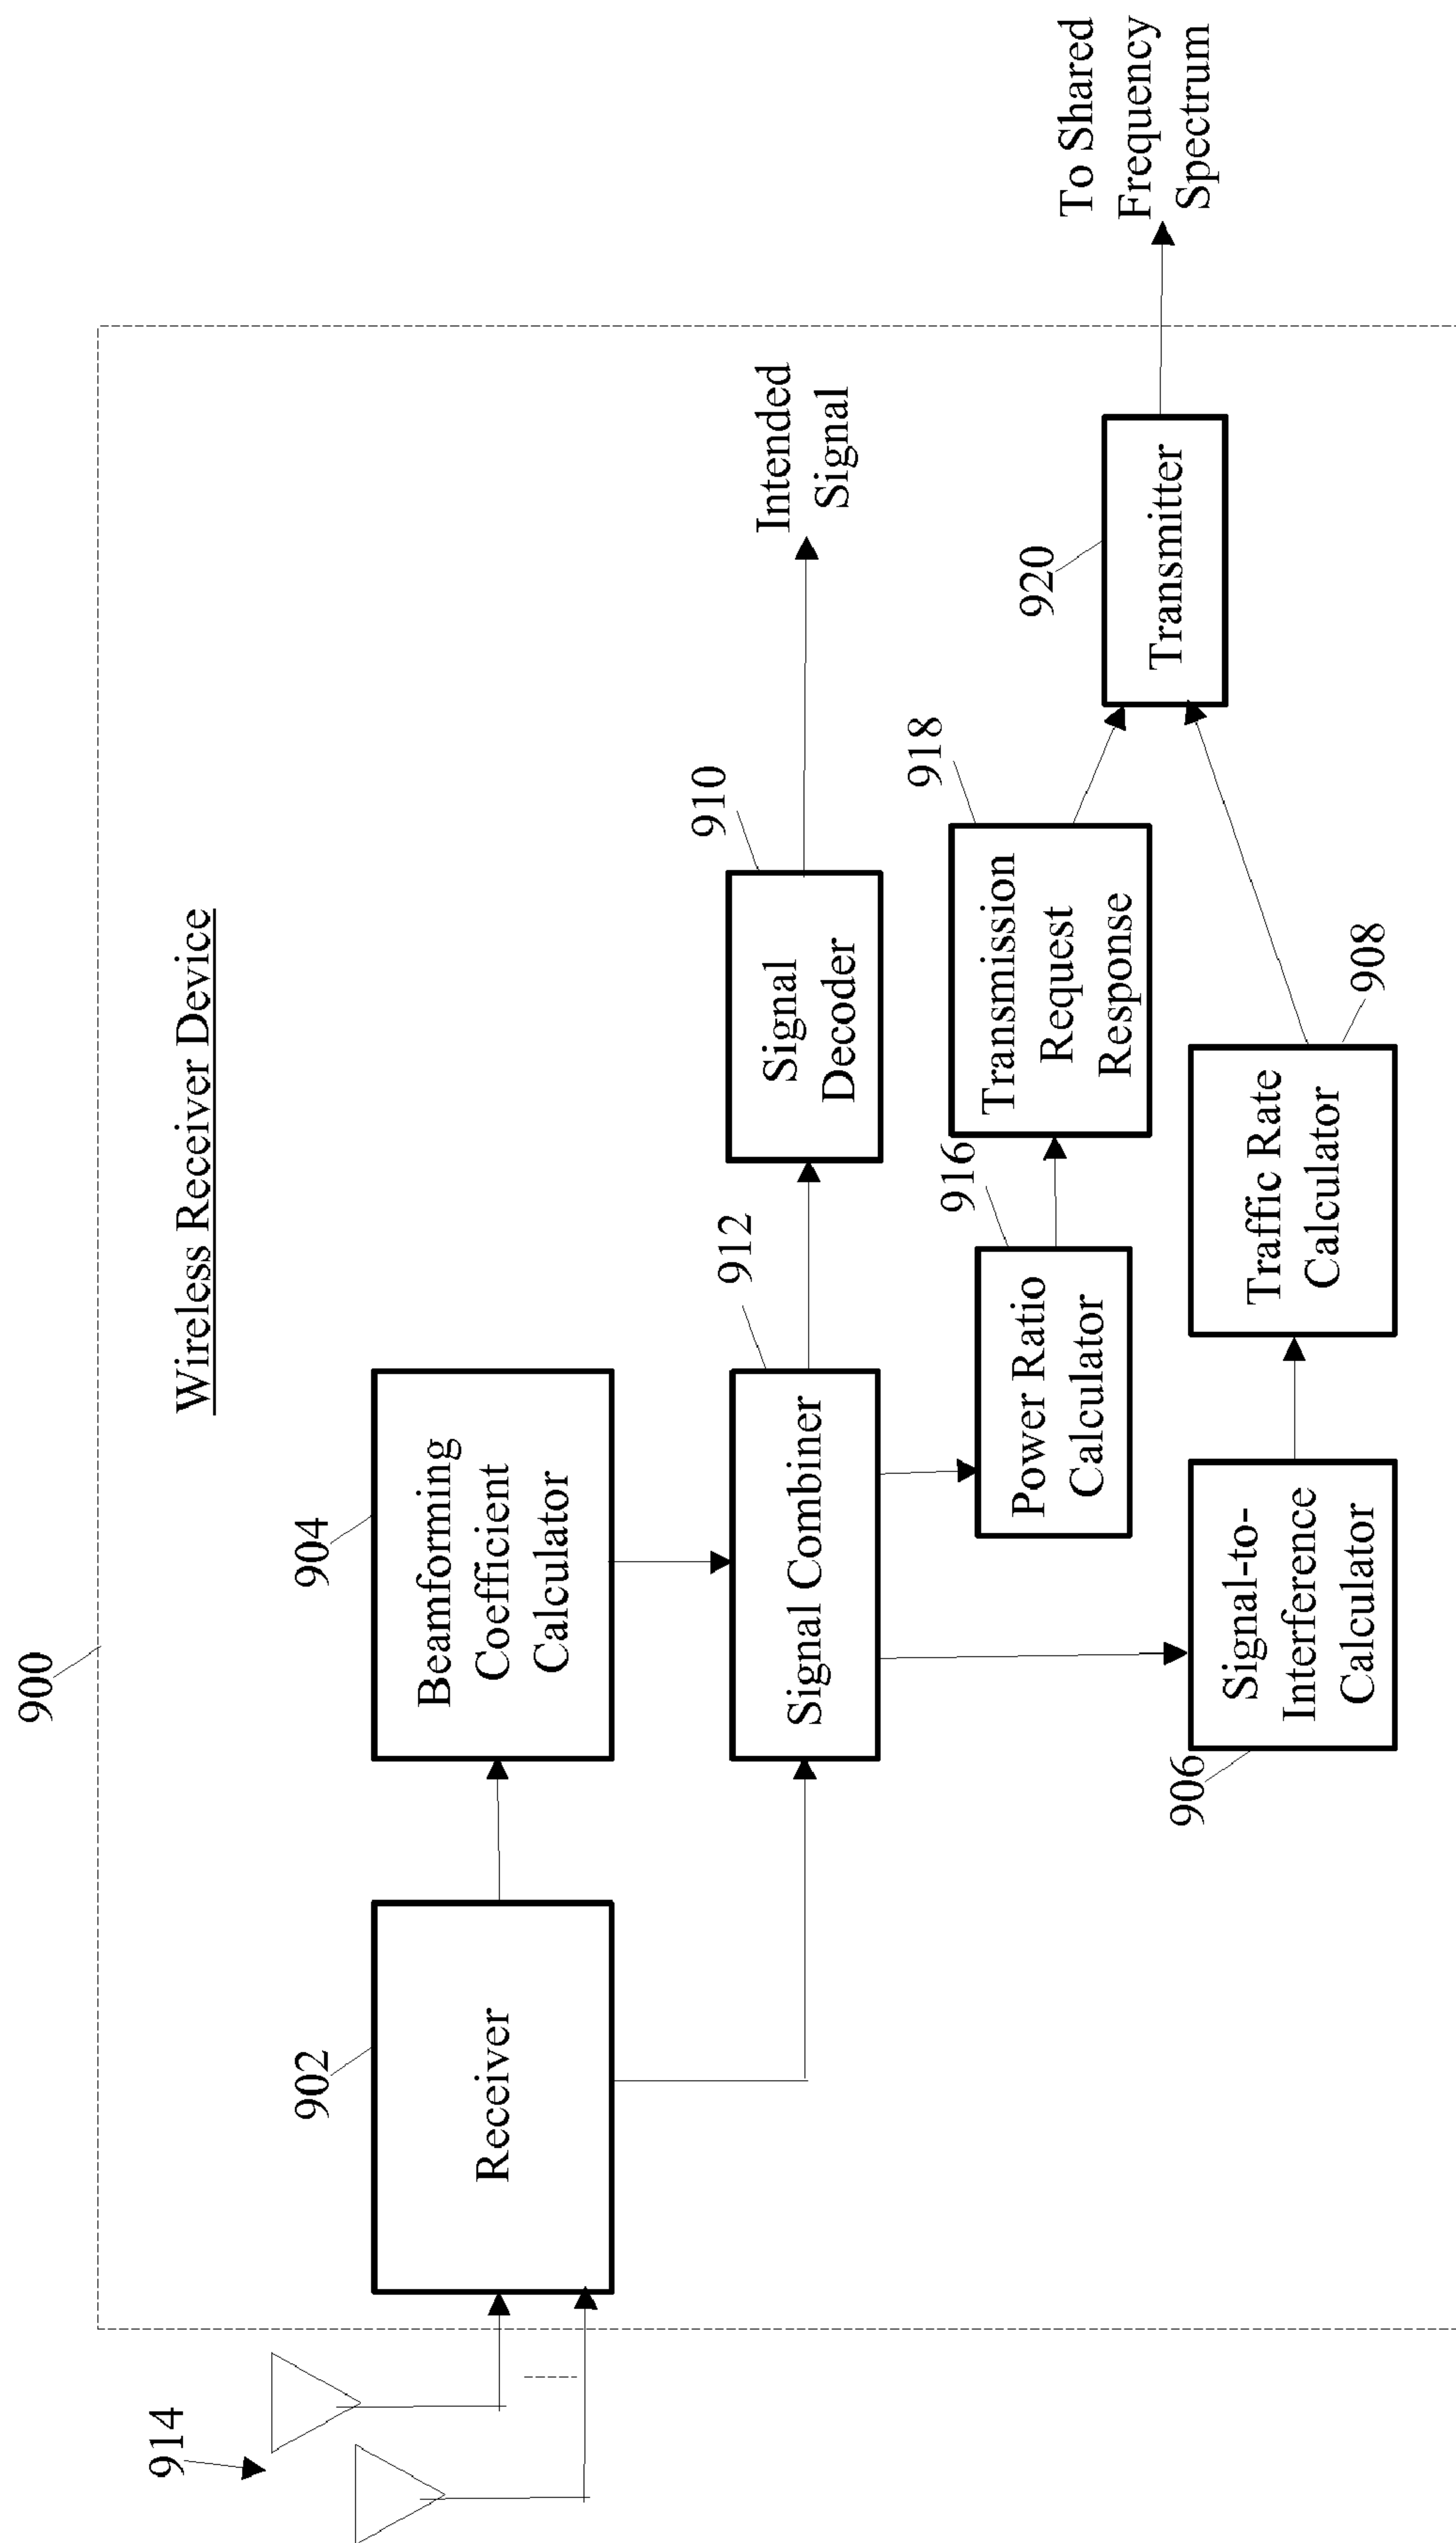 900
Wireless Receiver Device
914
902
Receiver
904
Beamforming
Coefficient
Calculator
912
Signal Combiner
910
Signal
Decoder
Intended
Signal
916
Power Ratio
Calculator
918
Transmission
Request
Response
920
Transmitter
To Shared
Frequency
Spectrum
906
Signal-to-
Interference
Calculator
Traffic Rate
Calculator
908